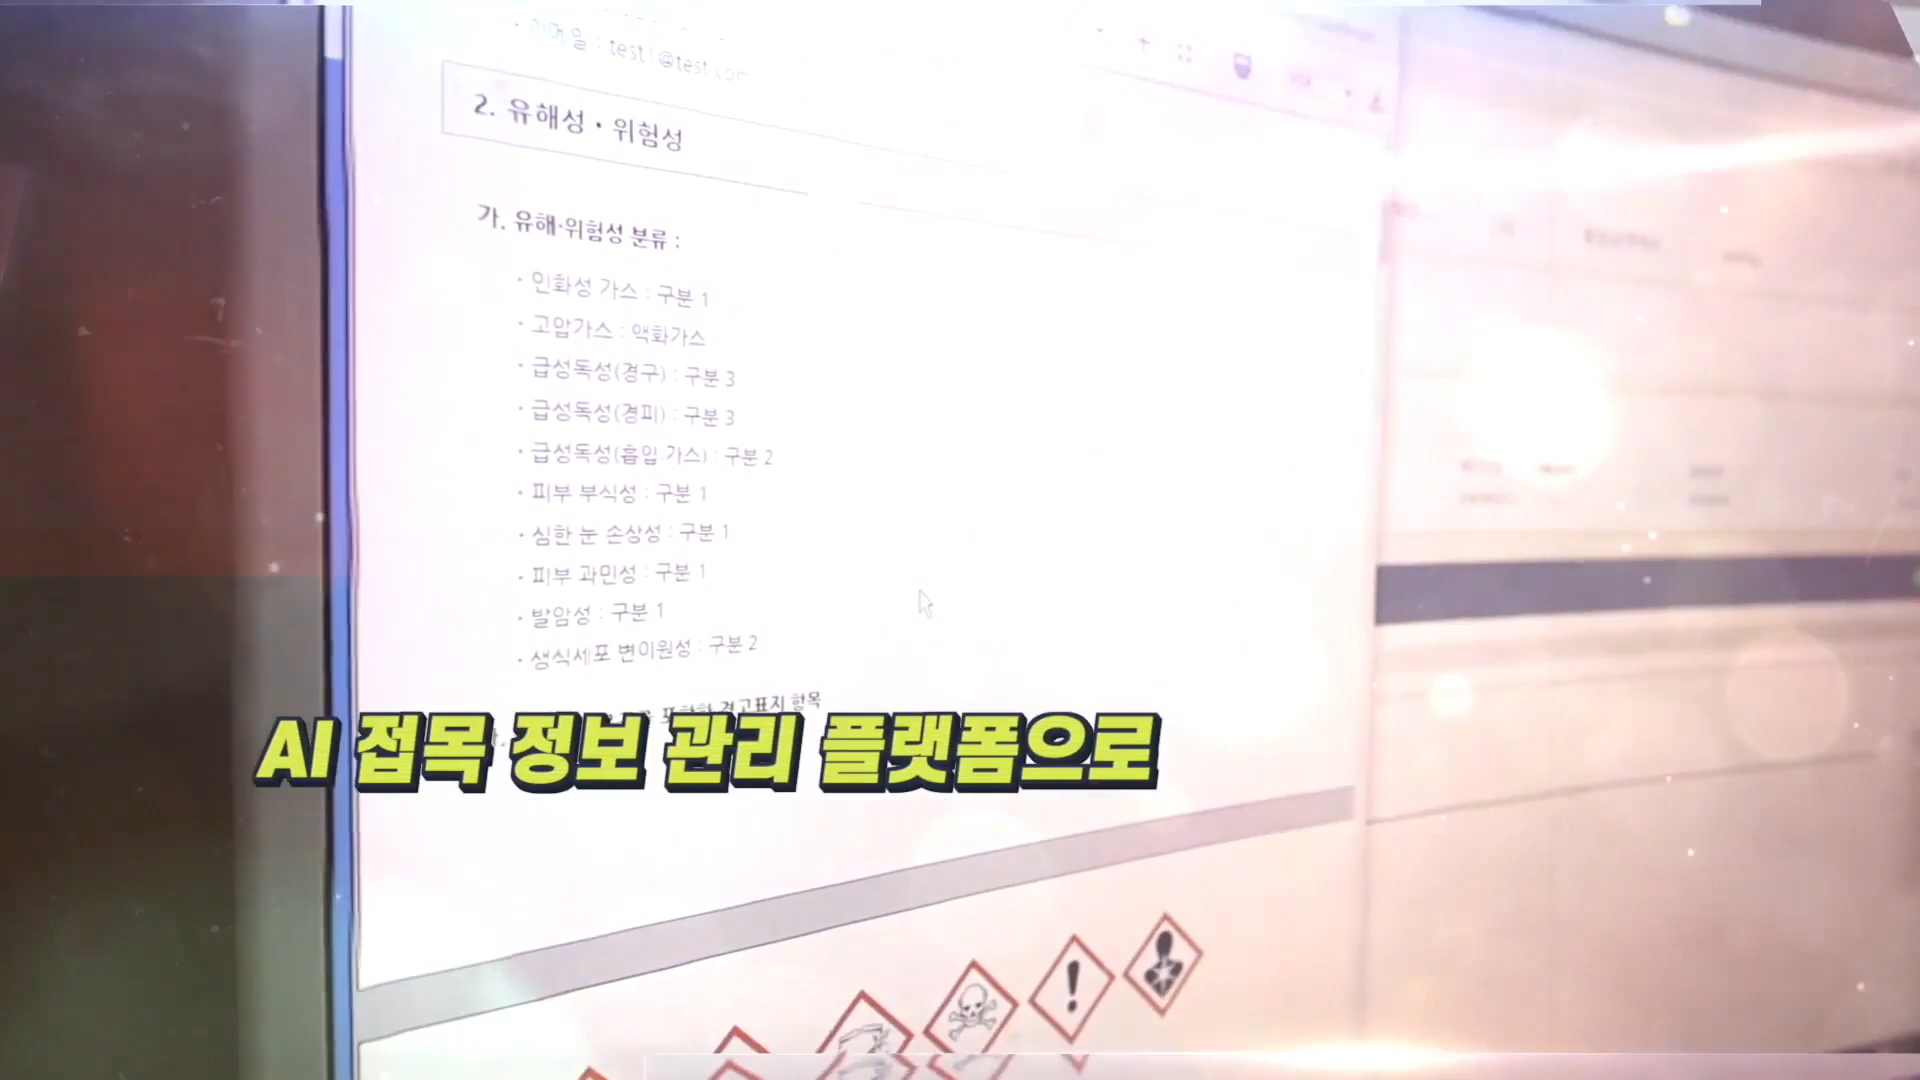 이메일 : test1@test.com
2. 유해성・위험성
가. 유해·위험성 분류 :
• 인화성 가스 : 구분 1
• 고압가스 : 액화가스
• 급성독성(경구) : 구분 3
• 급성독성(경피) : 구분 3
• 급성독성(흡입:가스) : 구분 2
• 피부 부식성 : 구분 1
• 심한 눈 손상성 : 구분 1
• 피부 과민성 : 구분 1
• 발암성 : 구분 1
• 생식세포 변이원성 : 구분 2
경고표지 항목
AI 접목 정보 관리 플랫폼으로